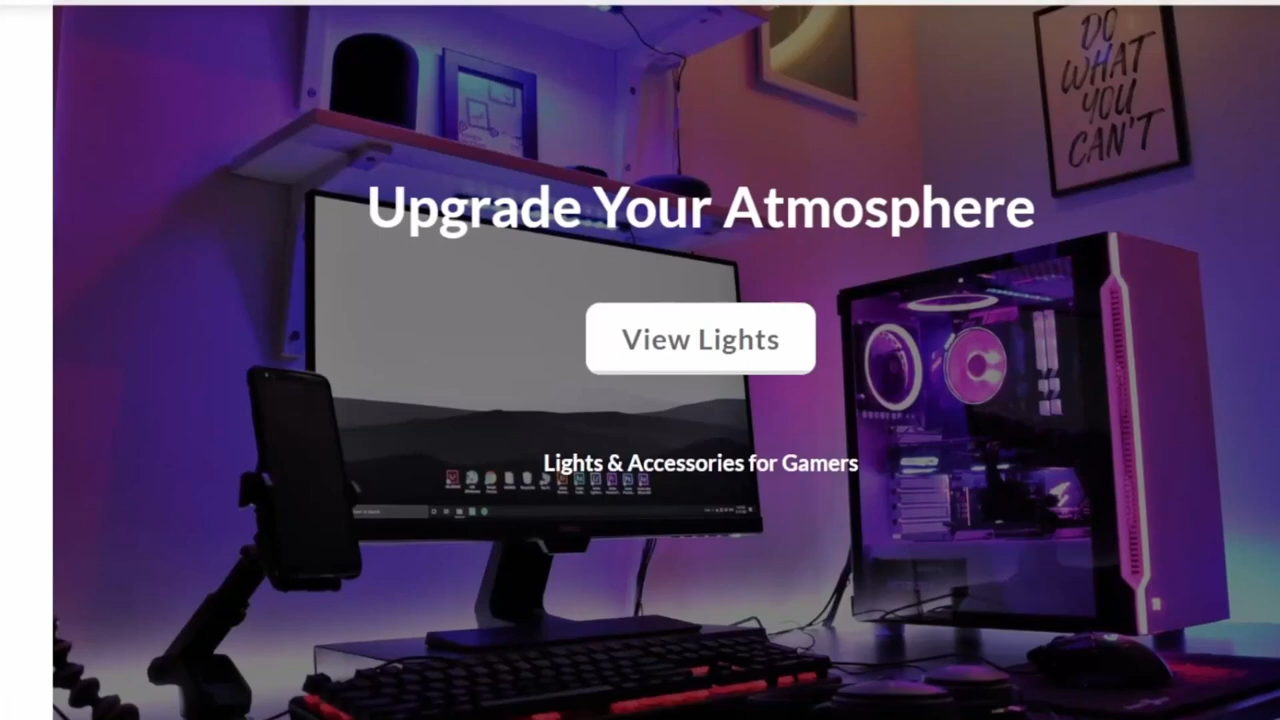 DO
WHAT
YOU
CAN'T
Upgrade Your Atmosphere
View Lights
Lights & Accessories for Gamers